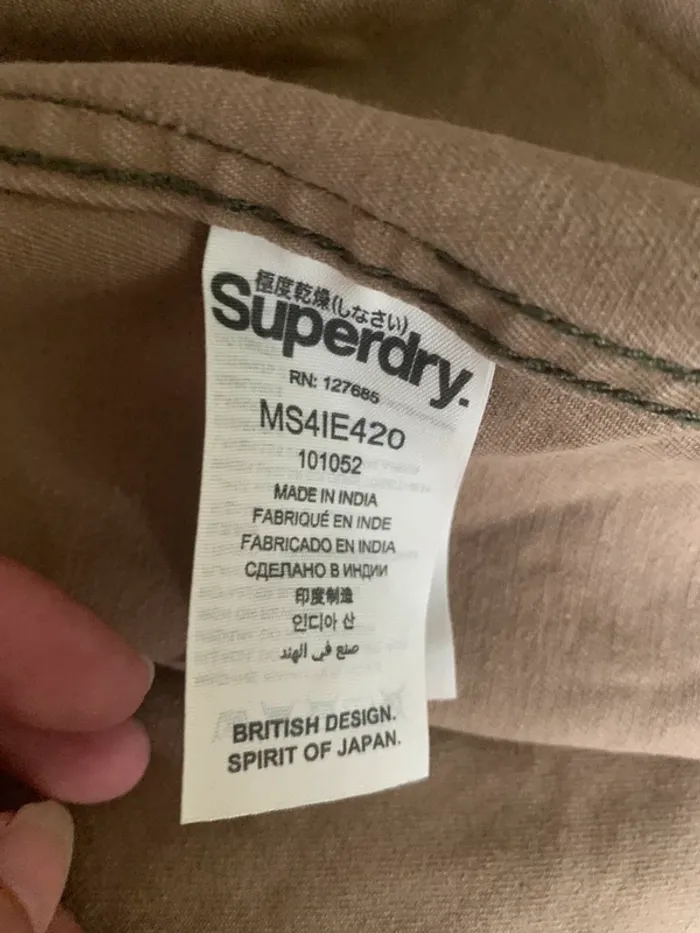 極度乾燥(しなさい)
Superdry.
RN: 127685
MS4IE420
101052
MADE IN INDIA
FABRIQUÉ EN INDE
FABRICADO EN INDIA
СДЕЛАНО В ИНДИИ
印度制造
인디아 산
صنع في الهند
BRITISH DESIGN.
SPIRIT OF JAPAN.